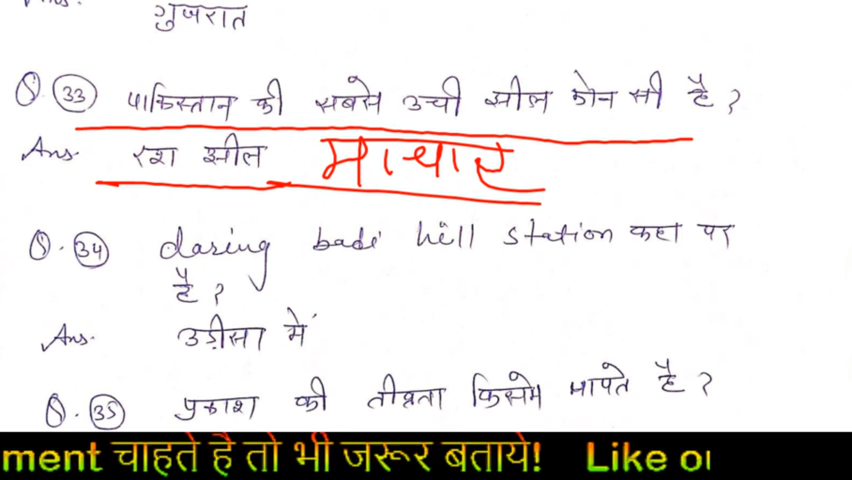 गुजरात
Q. 33 पाकिस्तान की सबसे उची झील कोन सी है ?
Ans. रश झील
Q. 34 daring badi hill station कहा पर
है ?
Ans. उड़ीसा में
Q. 35 प्रकाश की तीव्रता किसेम मापते है ?
ment चाहते है तो भी जरूर बताये! Like